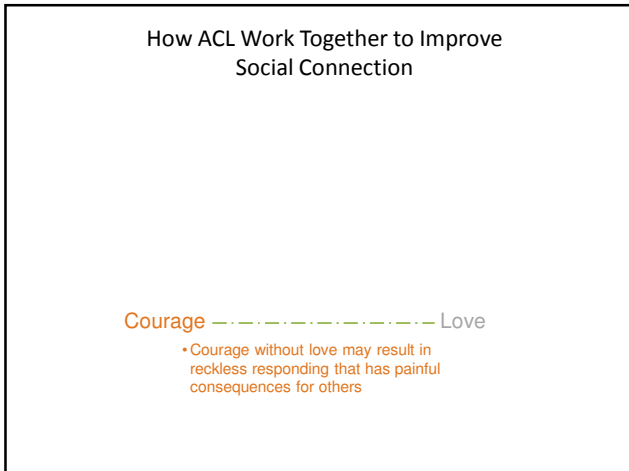 How ACL Work Together to Improve
Social Connection
Courage Love
• Courage without love may result in
reckless responding that has painful
consequences for others